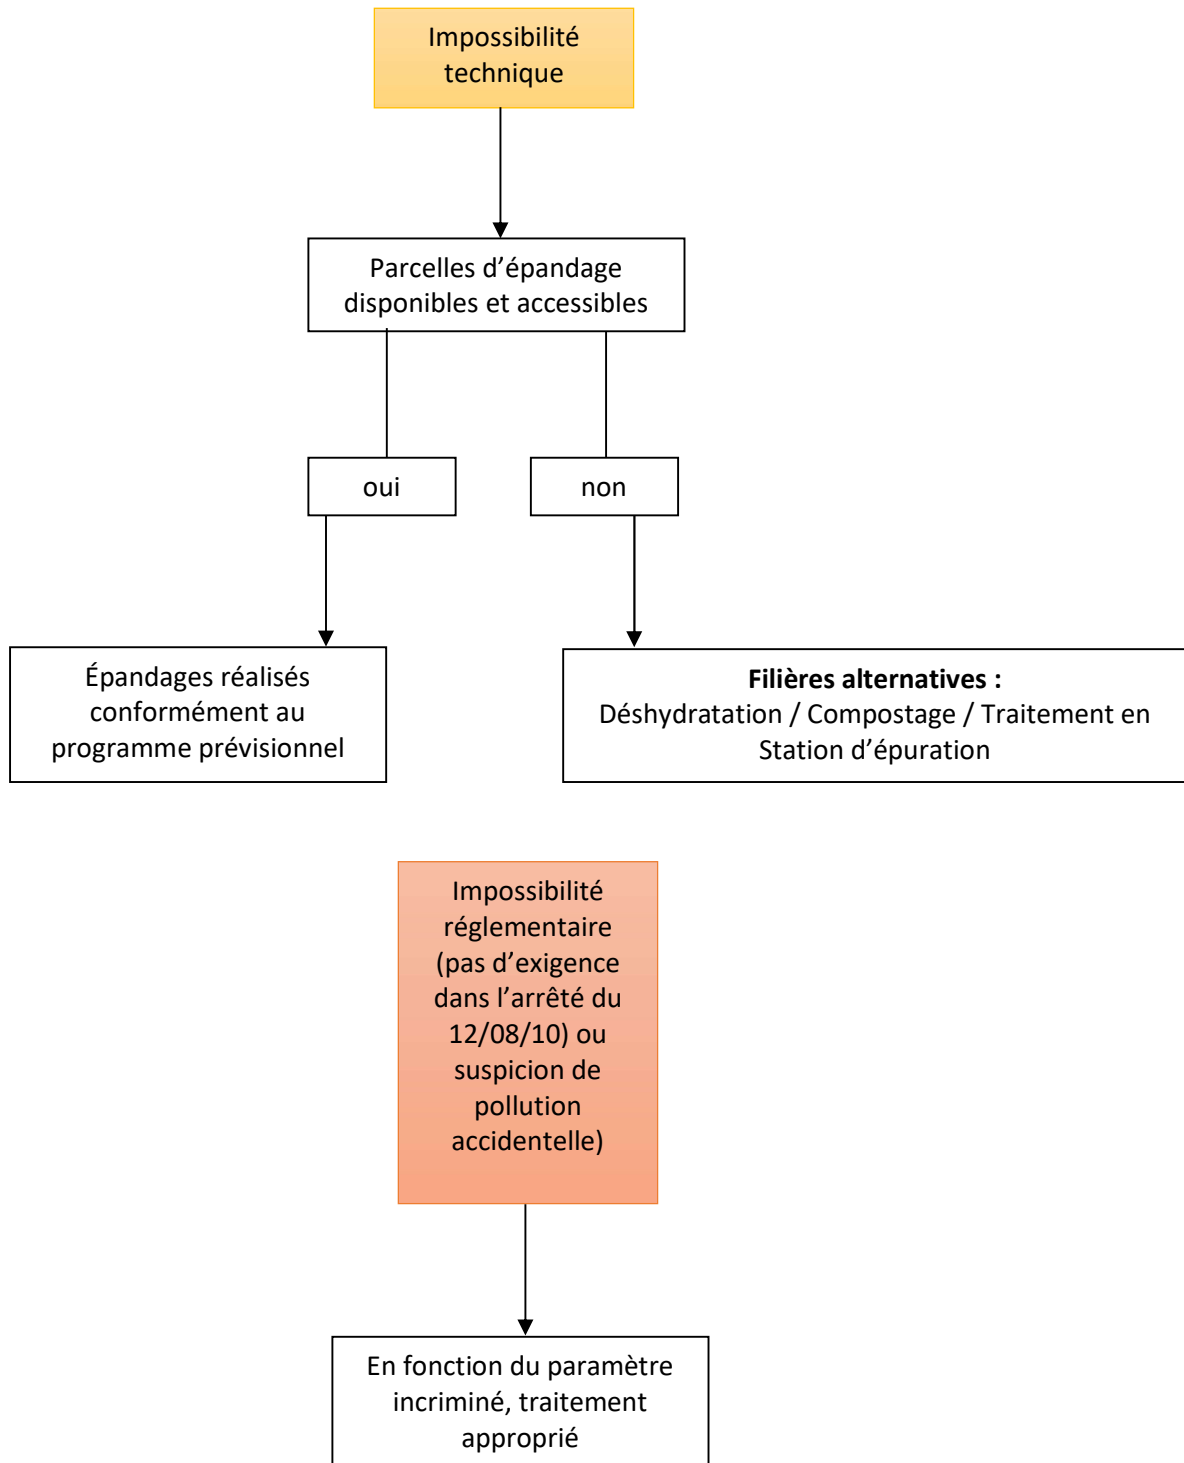 Impossibilité
technique
Parcelles d’épandage
disponibles et accessibles
oui
non
Épandages réalisés
conformément au
programme prévisionnel
Filières alternatives :
Déshydratation / Compostage / Traitement en
Station d’épuration
Impossibilité
réglementaire
(pas d’exigence
dans l’arrêté du
12/08/10) ou
suspicion de
pollution
accidentelle)
En fonction du paramètre
incriminé, traitement
approprié